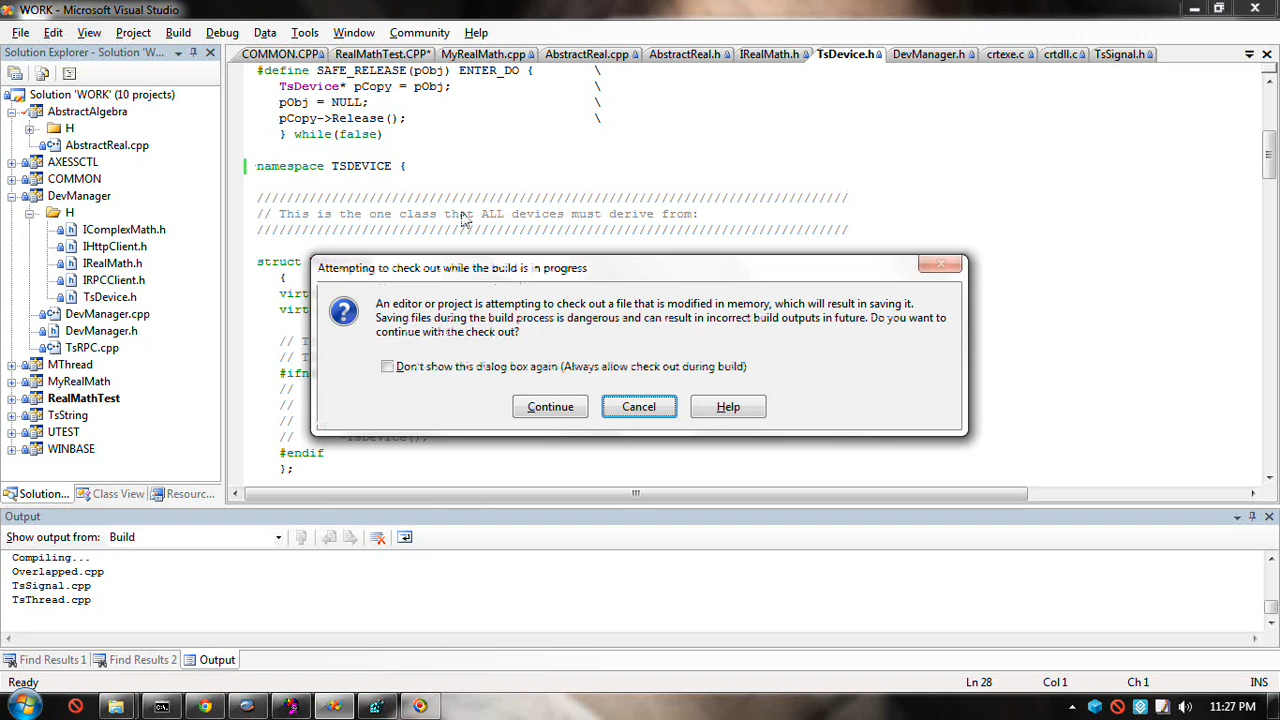 WORK - Microsoft Visual Studio
File Edit View Project Build Debug Data Tools Window Community Help
Solution Explorer - Solution 'W...
COMMON.CPP RealMathTest.CPP* MyRealMath.cpp AbstractReal.cpp AbstractReal.h IRealMath.h TsDevice.h DevManager.h crtexe.c crtdll.c TsSignal.h
Solution 'WORK' (10 projects)
AbstractAlgebra
H
AbstractReal.cpp
AXESSCTL
COMMON
DevManager
H
IComplexMath.h
IHttpClient.h
IRealMath.h
IRPCClient.h
TsDevice.h
DevManager.cpp
DevManager.h
TsRPC.cpp
MThread
MyRealMath
RealMathTest
TsString
UTEST
WINBASE
Solution... Class View Resourc...
#define SAFE_RELEASE(pObj) ENTER_DO { \
TsDevice* pCopy = pObj; \
pObj = NULL; \
pCopy->Release(); \
} while(false)
namespace TSDEVICE {
////////////////////////////////////////////////////////////////////////////////
// This is the one class that ALL devices must derive from:
////////////////////////////////////////////////////////////////////////////////
struct
{
virt
virt
// T
// T
#ifn
//
//
//
// ~TsDevice();
#endif
};
Attempting to check out while the build is in progress
An editor or project is attempting to check out a file that is modified in memory, which will result in saving it.
Saving files during the build process is dangerous and can result in incorrect build outputs in future. Do you want to
continue with the check out?
Don't show this dialog box again (Always allow check out during build)
Continue Cancel Help
Output
Show output from: Build
Compiling...
Overlapped.cpp
TsSignal.cpp
TsThread.cpp
Find Results 1 Find Results 2 Output
Ready Ln 28 Col 1 Ch 1 INS
11:27 PM